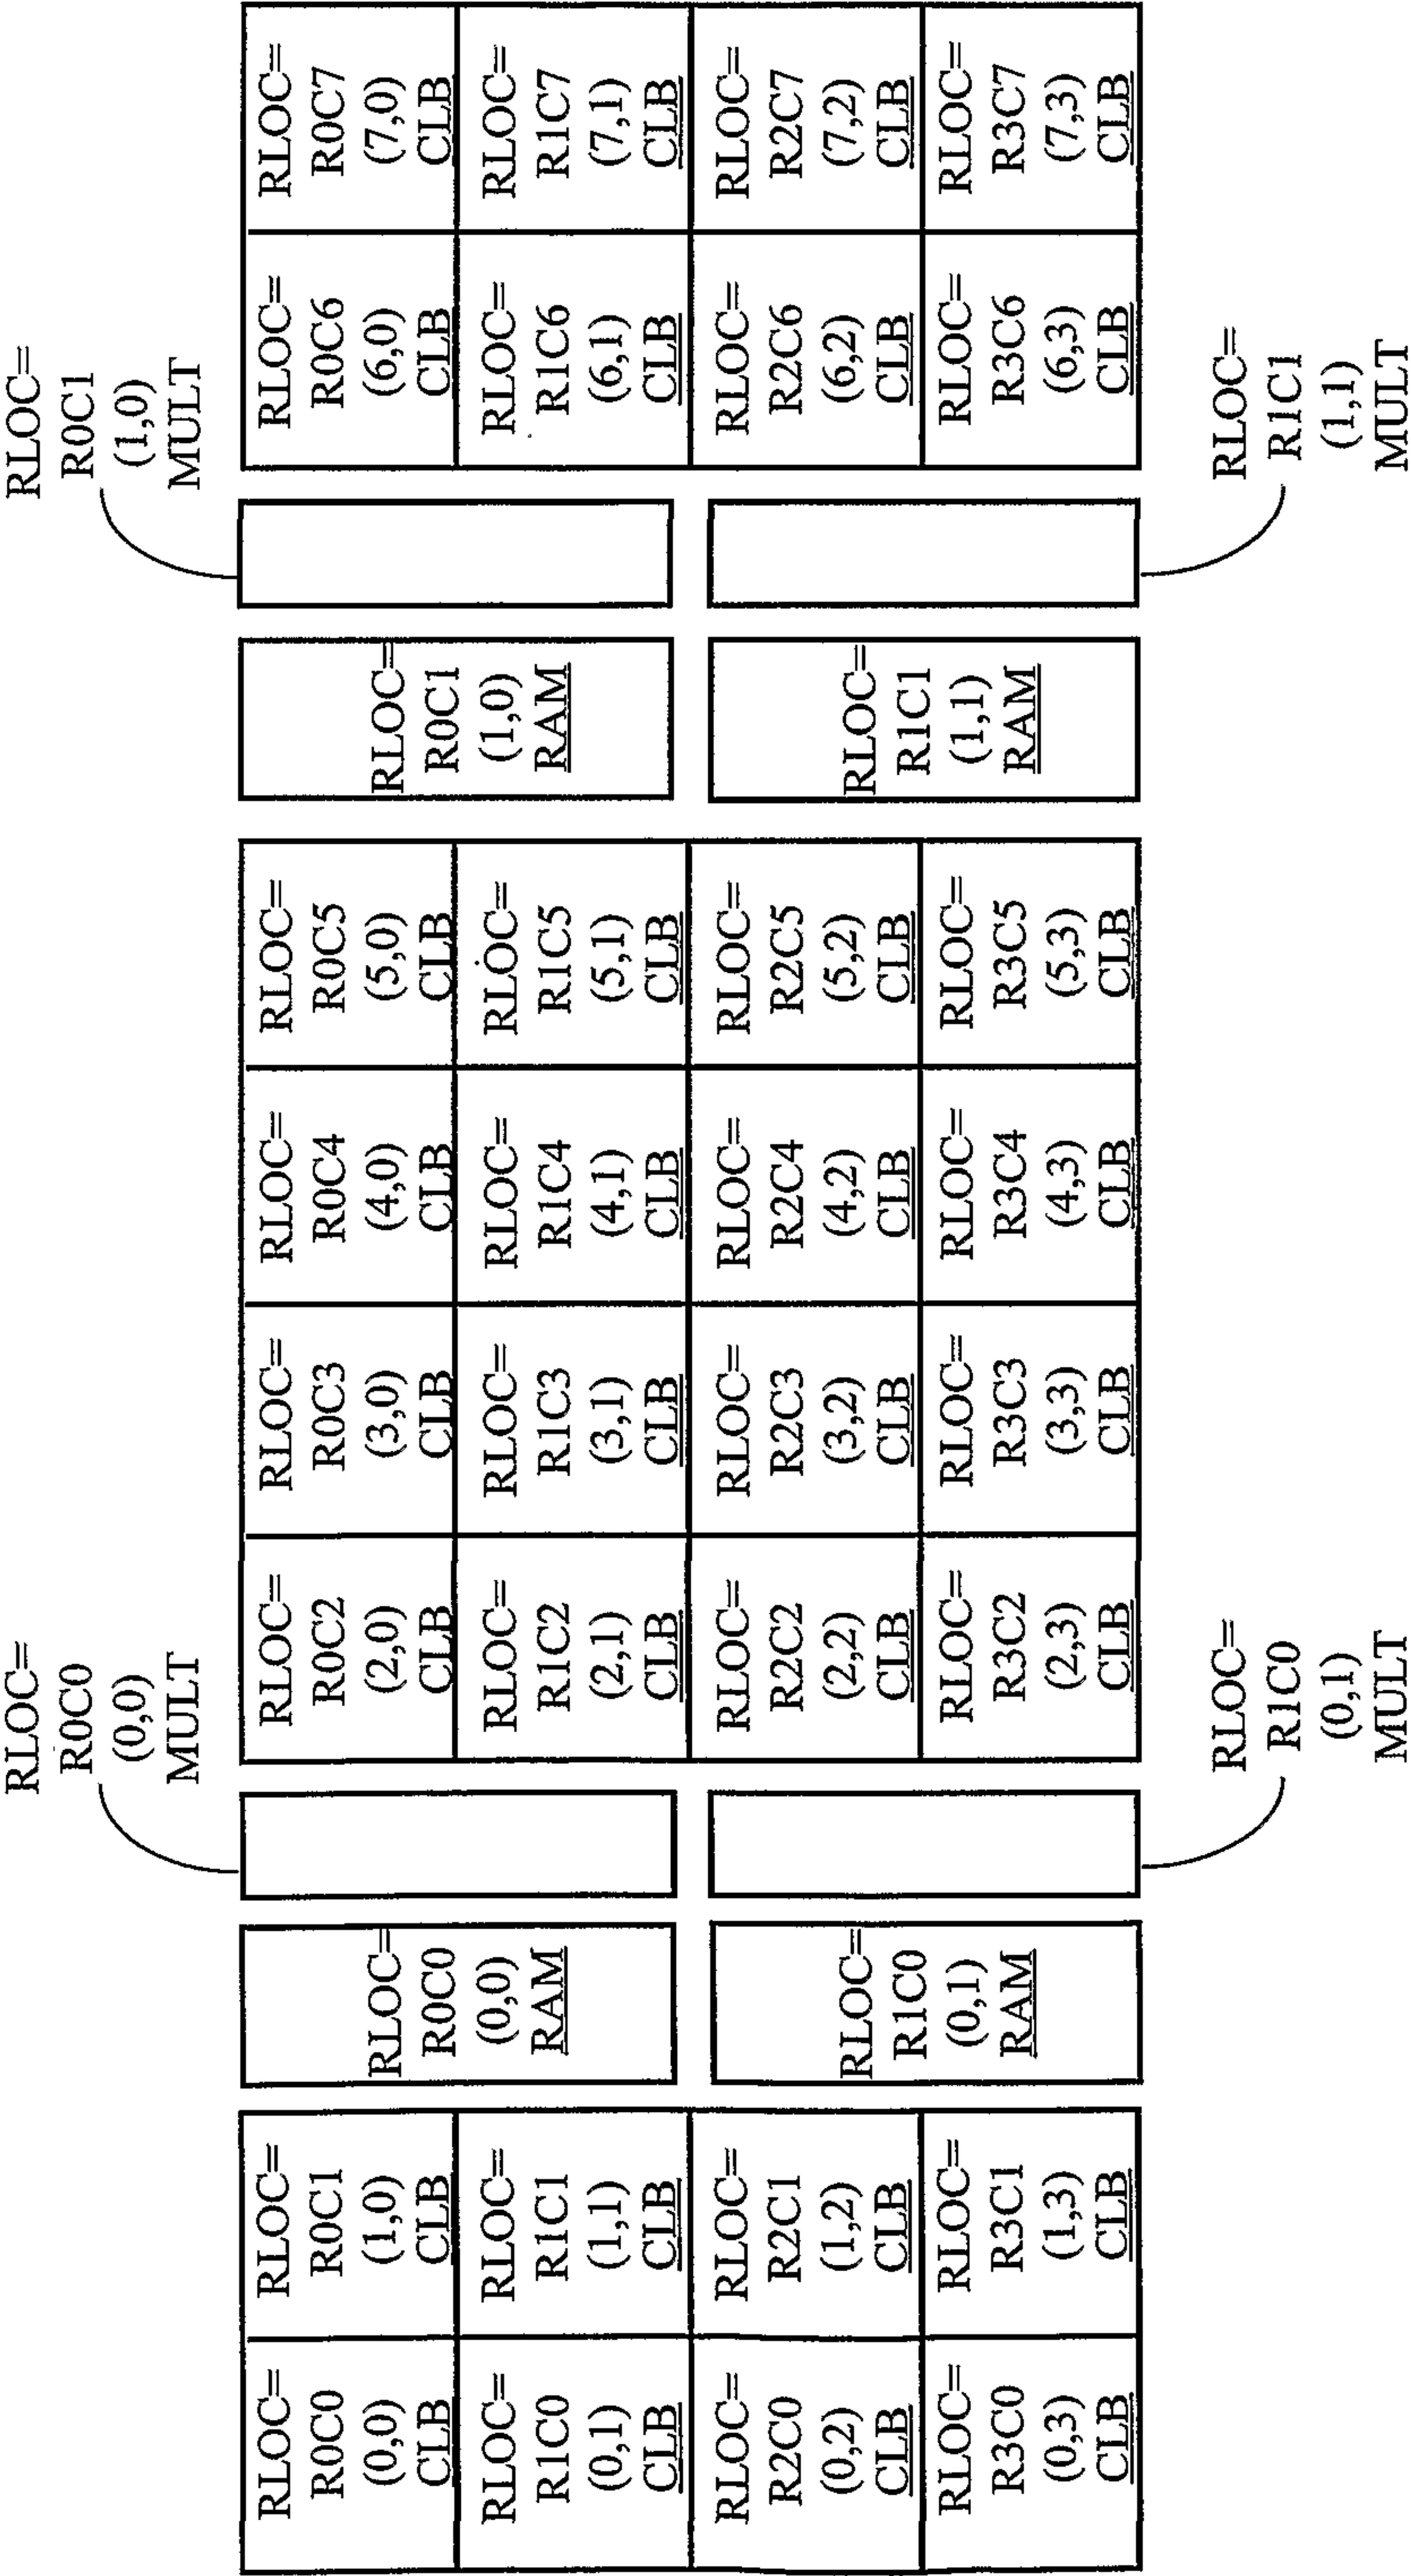 RLOC=
R0C0
(0,0)
MULT
RLOC=
R0C1
(1,0)
MULT
RLOC=
R0C0
(0,0)
CLB
RLOC=
R0C1
(1,0)
CLB
RLOC=
R1C0
(0,1)
CLB
RLOC=
R1C1
(1,1)
CLB
RLOC=
R2C0
(0,2)
CLB
RLOC=
R2C1
(1,2)
CLB
RLOC=
R3C0
(0,3)
CLB
RLOC=
R3C1
(1,3)
CLB
RLOC=
R0C0
(0,0)
RAM
RLOC=
R1C0
(0,1)
RAM
RLOC=
R0C2
(2,0)
CLB
RLOC=
R0C3
(3,0)
CLB
RLOC=
R0C4
(4,0)
CLB
RLOC=
R0C5
(5,0)
CLB
RLOC=
R1C2
(2,1)
CLB
RLOC=
R1C3
(3,1)
CLB
RLOC=
R1C4
(4,1)
CLB
RLOC=
R1C5
(5,1)
CLB
RLOC=
R2C2
(2,2)
CLB
RLOC=
R2C3
(3,2)
CLB
RLOC=
R2C4
(4,2)
CLB
RLOC=
R2C5
(5,2)
CLB
RLOC=
R3C2
(2,3)
CLB
RLOC=
R3C3
(3,3)
CLB
RLOC=
R3C4
(4,3)
CLB
RLOC=
R3C5
(5,3)
CLB
RLOC=
R0C1
(1,0)
RAM
RLOC=
R1C1
(1,1)
RAM
RLOC=
R0C6
(6,0)
CLB
RLOC=
R0C7
(7,0)
CLB
RLOC=
R1C6
(6,1)
CLB
RLOC=
R1C7
(7,1)
CLB
RLOC=
R2C6
(6,2)
CLB
RLOC=
R2C7
(7,2)
CLB
RLOC=
R3C6
(6,3)
CLB
RLOC=
R3C7
(7,3)
CLB
RLOC=
R1C0
(0,1)
MULT
RLOC=
R1C1
(1,1)
MULT